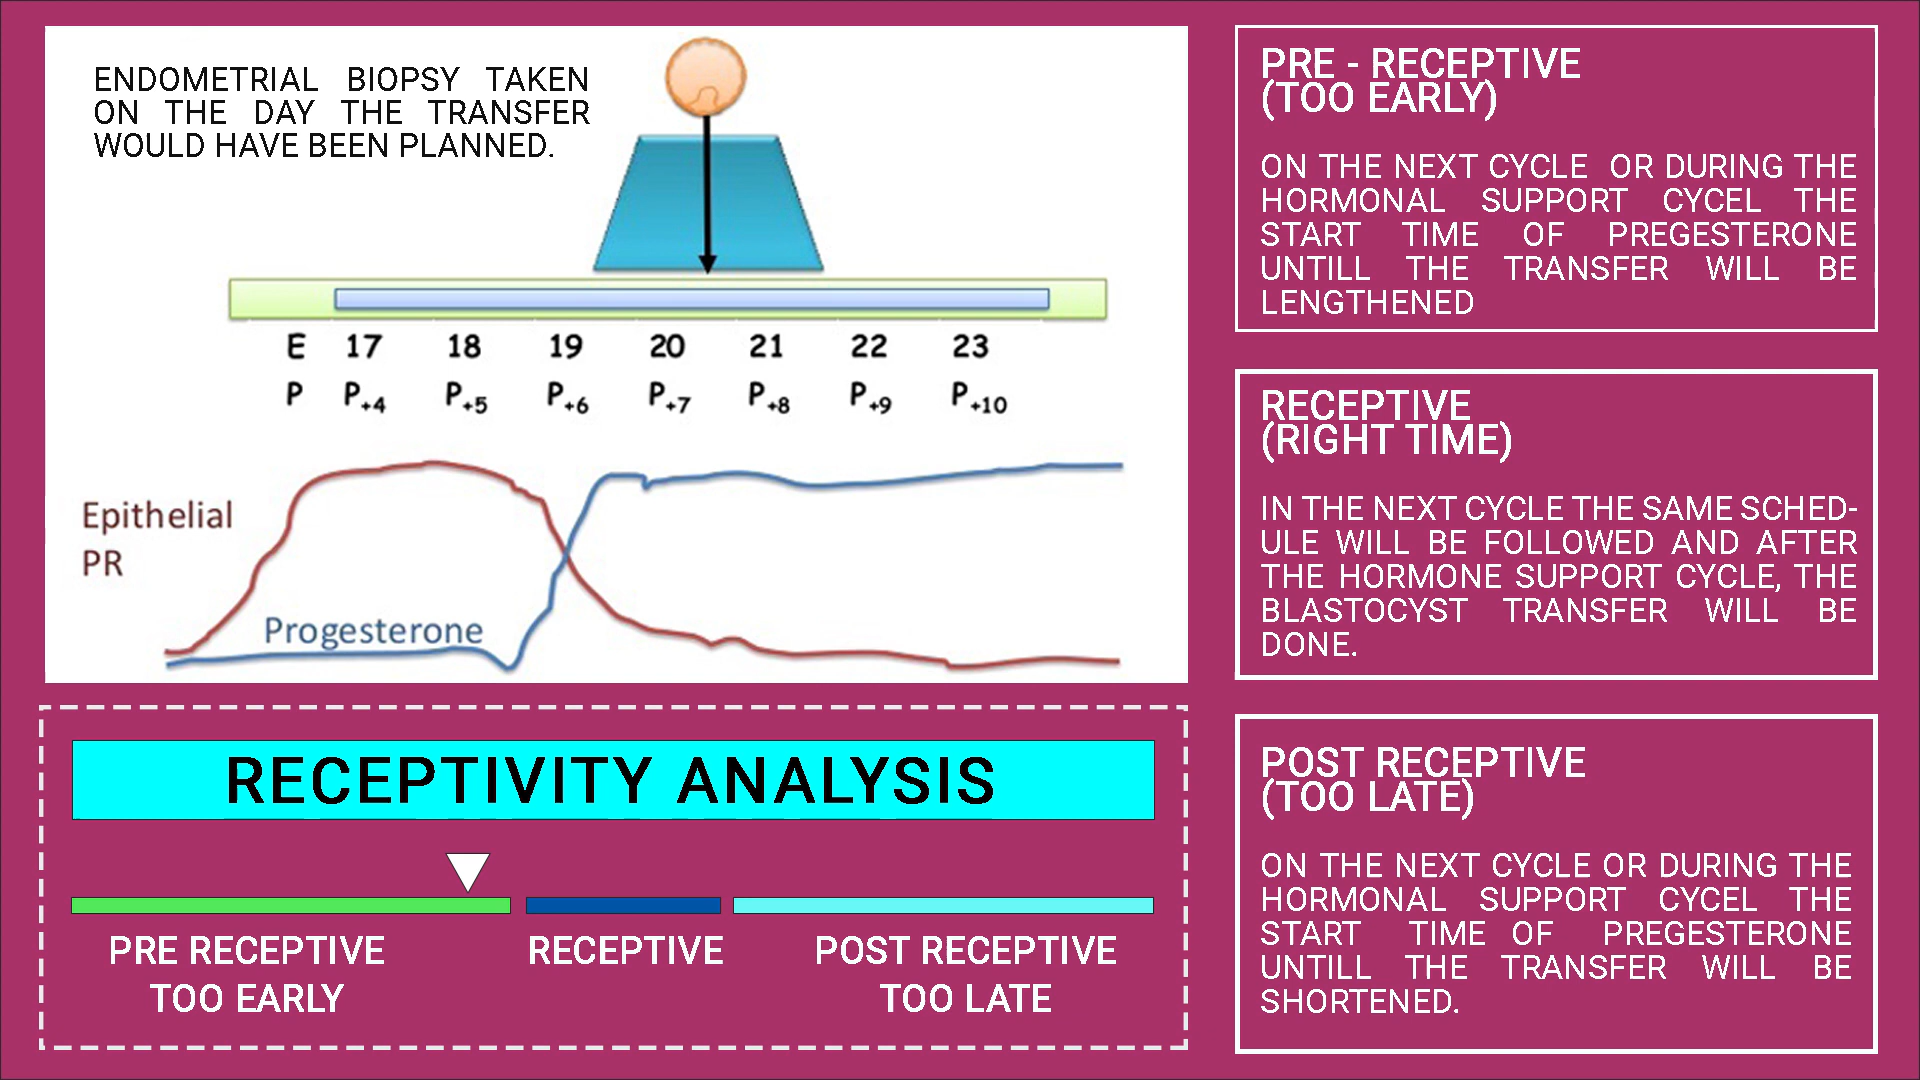 ENDOMETRIAL BIOPSY TAKEN
ON THE DAY THE TRANSFER
WOULD HAVE BEEN PLANNED.
E 17 18 19 20 21 22 23
P P+4 P+5 P+6 P+7 P+8 P+9 P+10
Epithelial
PR
Progesterone
RECEPTIVITY ANALYSIS
PRE RECEPTIVE
TOO EARLY
RECEPTIVE
POST RECEPTIVE
TOO LATE
PRE - RECEPTIVE
(TOO EARLY)
ON THE NEXT CYCLE OR DURING THE
HORMONAL SUPPORT CYCEL THE
START TIME OF PREGESTERONE
UNTILL THE TRANSFER WILL BE
LENGTHENED
RECEPTIVE
(RIGHT TIME)
IN THE NEXT CYCLE THE SAME SCHED-
ULE WILL BE FOLLOWED AND AFTER
THE HORMONE SUPPORT CYCLE, THE
BLASTOCYST TRANSFER WILL BE
DONE.
POST RECEPTIVE
(TOO LATE)
ON THE NEXT CYCLE OR DURING THE
HORMONAL SUPPORT CYCEL THE
START TIME OF PREGESTERONE
UNTILL THE TRANSFER WILL BE
SHORTENED.